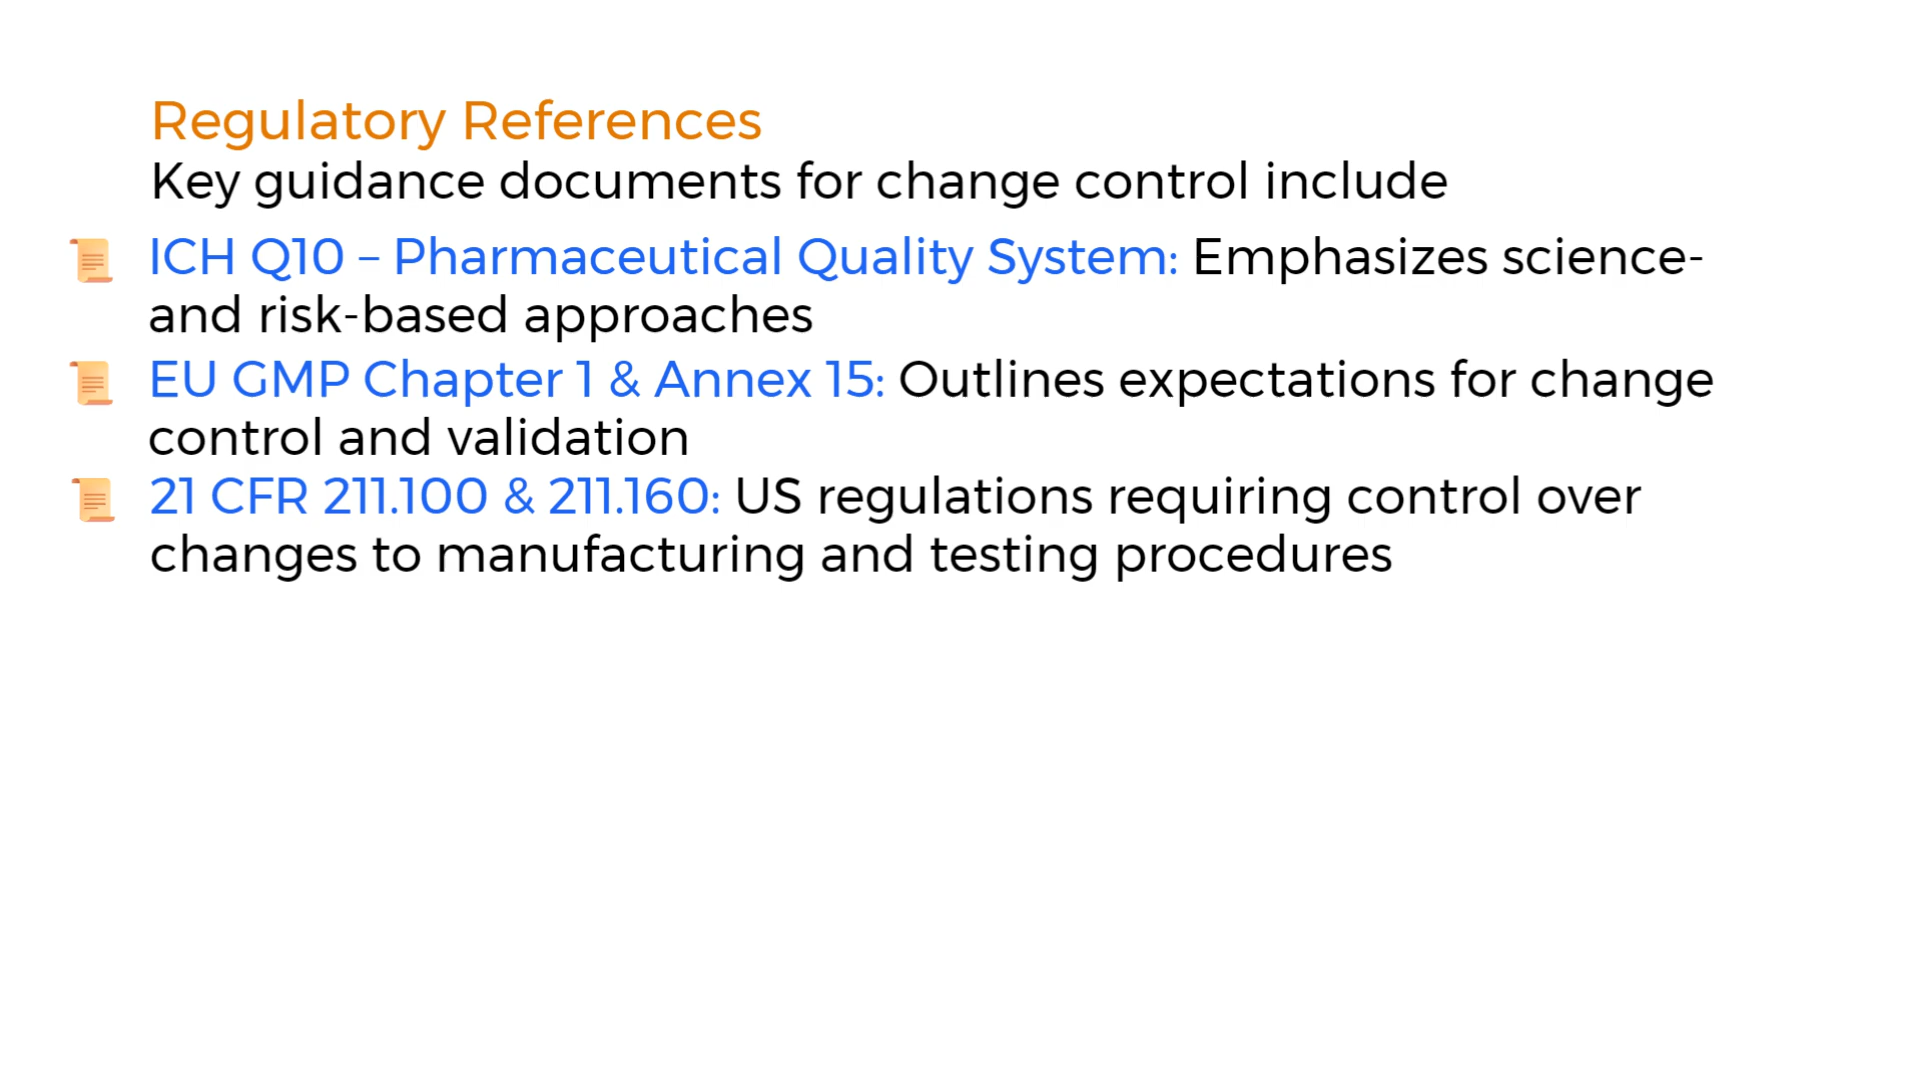 Regulatory References
Key guidance documents for change control include
ICH Q10 – Pharmaceutical Quality System: Emphasizes science-
and risk-based approaches
EU GMP Chapter 1 & Annex 15: Outlines expectations for change
control and validation
21 CFR 211.100 & 211.160: US regulations requiring control over
changes to manufacturing and testing procedures